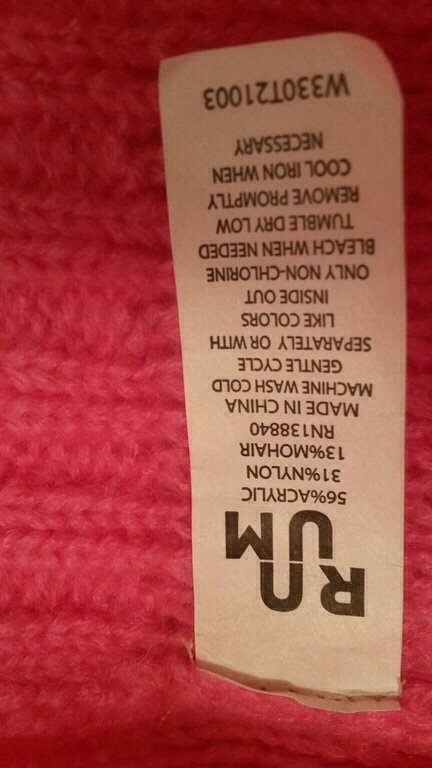 RA
UM
56%ACRYLIC
31%NYLON
13%MOHAIR
RN138840
MADE IN CHINA
MACHINE WASH COLD
GENTLE CYCLE
SEPARATELY OR WITH
LIKE COLORS
INSIDE OUT
ONLY NON-CHLORINE
BLEACH WHEN NEEDED
TUMBLE DRY LOW
REMOVE PROMPTLY
COOL IRON WHEN
NECESSARY
W330T21003